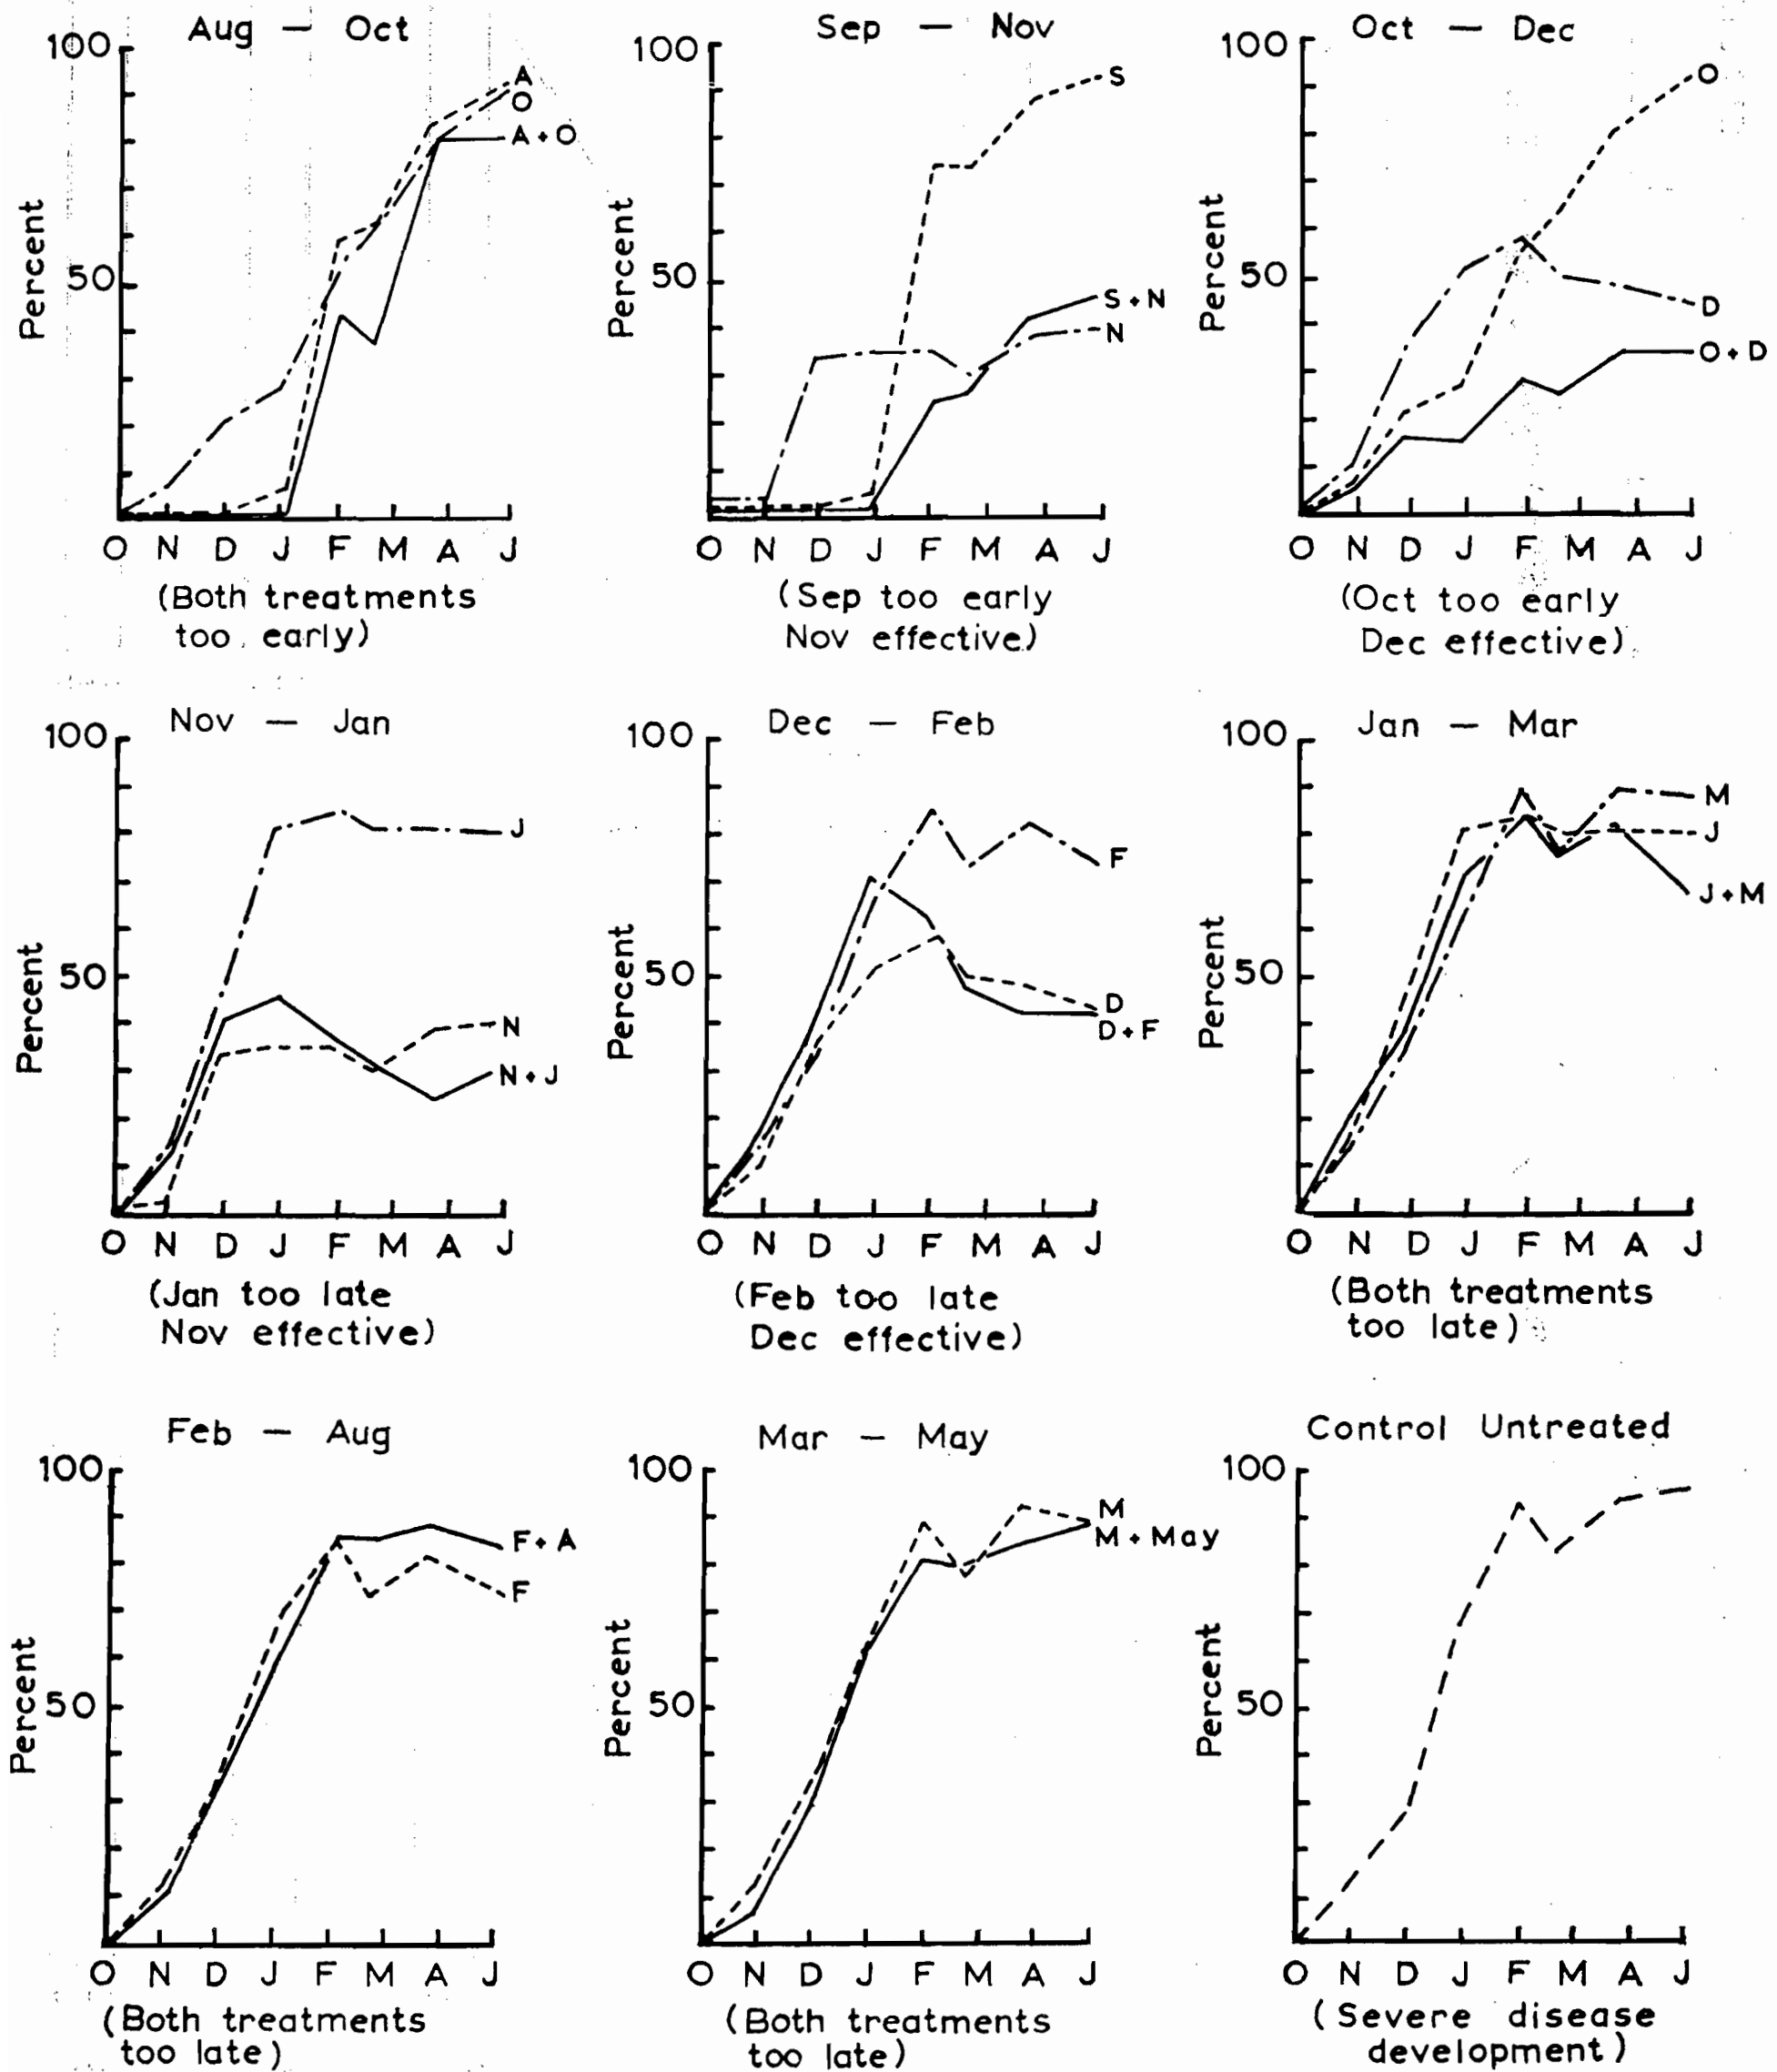 Aug — Oct
100
50
Percent
A
O
A+O
O N D J F M A J
(Both treatments
too early)
Sep — Nov
100
50
Percent
S
S+N
N
O N D J F M A J
(Sep too early
Nov effective)
Oct — Dec
100
50
Percent
O
D
O+D
O N D J F M A J
(Oct too early
Dec effective)
Nov — Jan
100
50
Percent
J
N
N+J
O N D J F M A J
(Jan too late
Nov effective)
Dec — Feb
100
50
Percent
F
D
D+F
O N D J F M A J
(Feb too late
Dec effective)
Jan — Mar
100
50
Percent
M
J
J+M
O N D J F M A J
(Both treatments
too late)
Feb — Aug
100
50
Percent
F+A
F
O N D J F M A J
(Both treatments
too late)
Mar — May
100
50
Percent
M
M+May
O N D J F M A J
(Both treatments
too late)
Control Untreated
100
50
Percent
O N D J F M A J
(Severe disease
development)